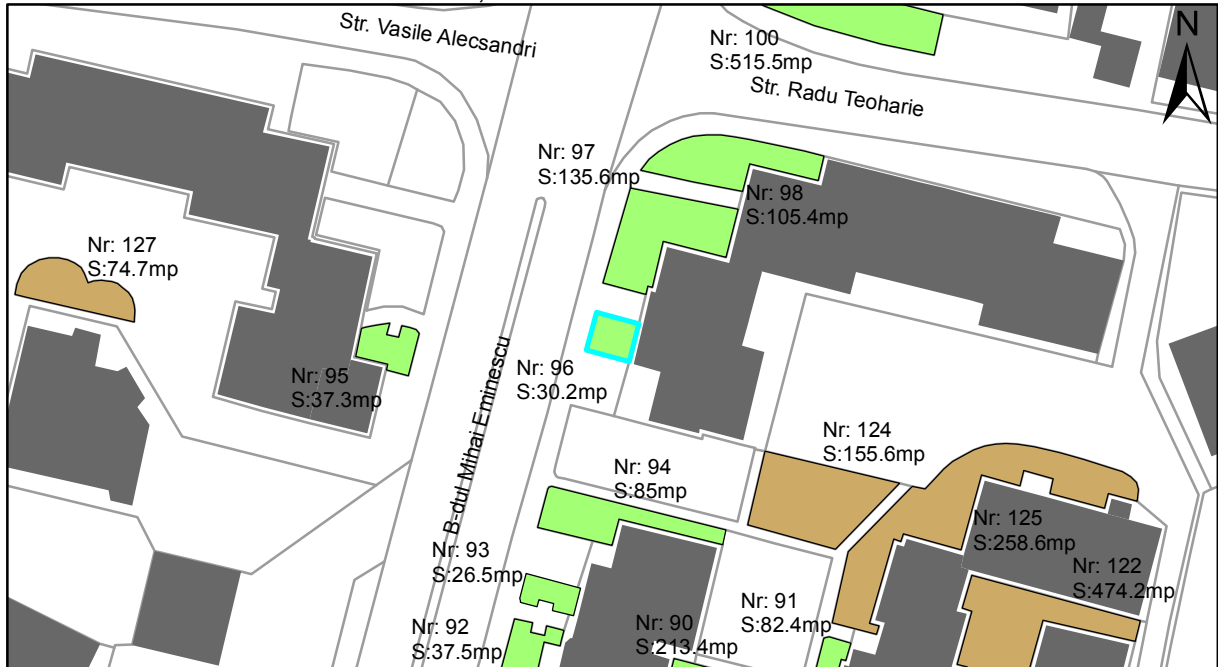 Str. Vasile Alecsandri
Nr: 100
S:515.5mp
N
Str. Radu Teoharie
Nr: 97
S:135.6mp
Nr: 98
S:105.4mp
Nr: 127
S:74.7mp
B-dul Mihai Eminescu
Nr: 96
S:30.2mp
Nr: 95
S:37.3mp
Nr: 124
S:155.6mp
Nr: 94
S:85mp
Nr: 125
S:258.6mp
Nr: 93
S:26.5mp
Nr: 122
S:474.2mp
Nr: 91
S:82.4mp
Nr: 92
S:37.5mp
Nr: 90
S:213.4mp